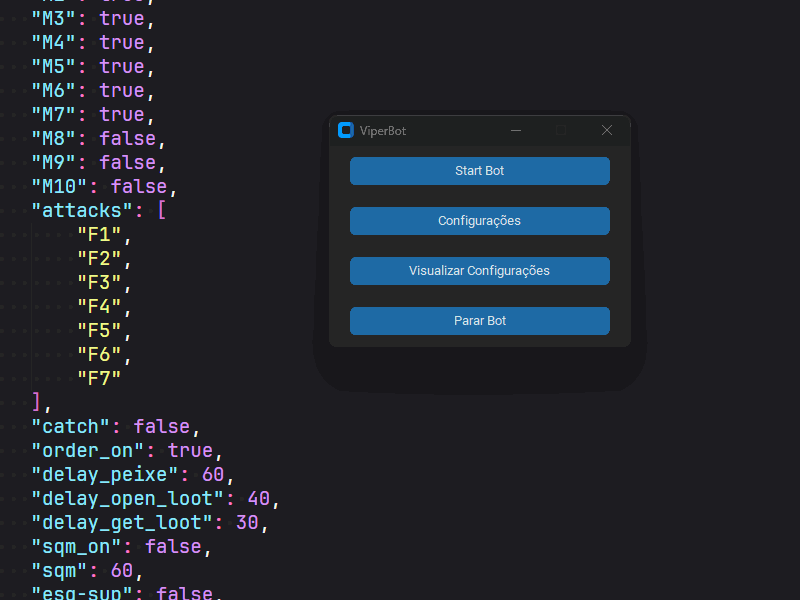 "M3": true,
"M4": true,
"M5": true,
"M6": true,
"M7": true,
"M8": false,
"M9": false,
"M10": false,
"attacks": [
"F1",
"F2",
"F3",
"F4",
"F5",
"F6",
"F7"
],
"catch": false,
"order_on": true,
"delay_peixe": 60,
"delay_open_loot": 40,
"delay_get_loot": 30,
"sqm_on": false,
"sqm": 60,
"esq-sup": false,
ViperBot
Start Bot
Configurações
Visualizar Configurações
Parar Bot